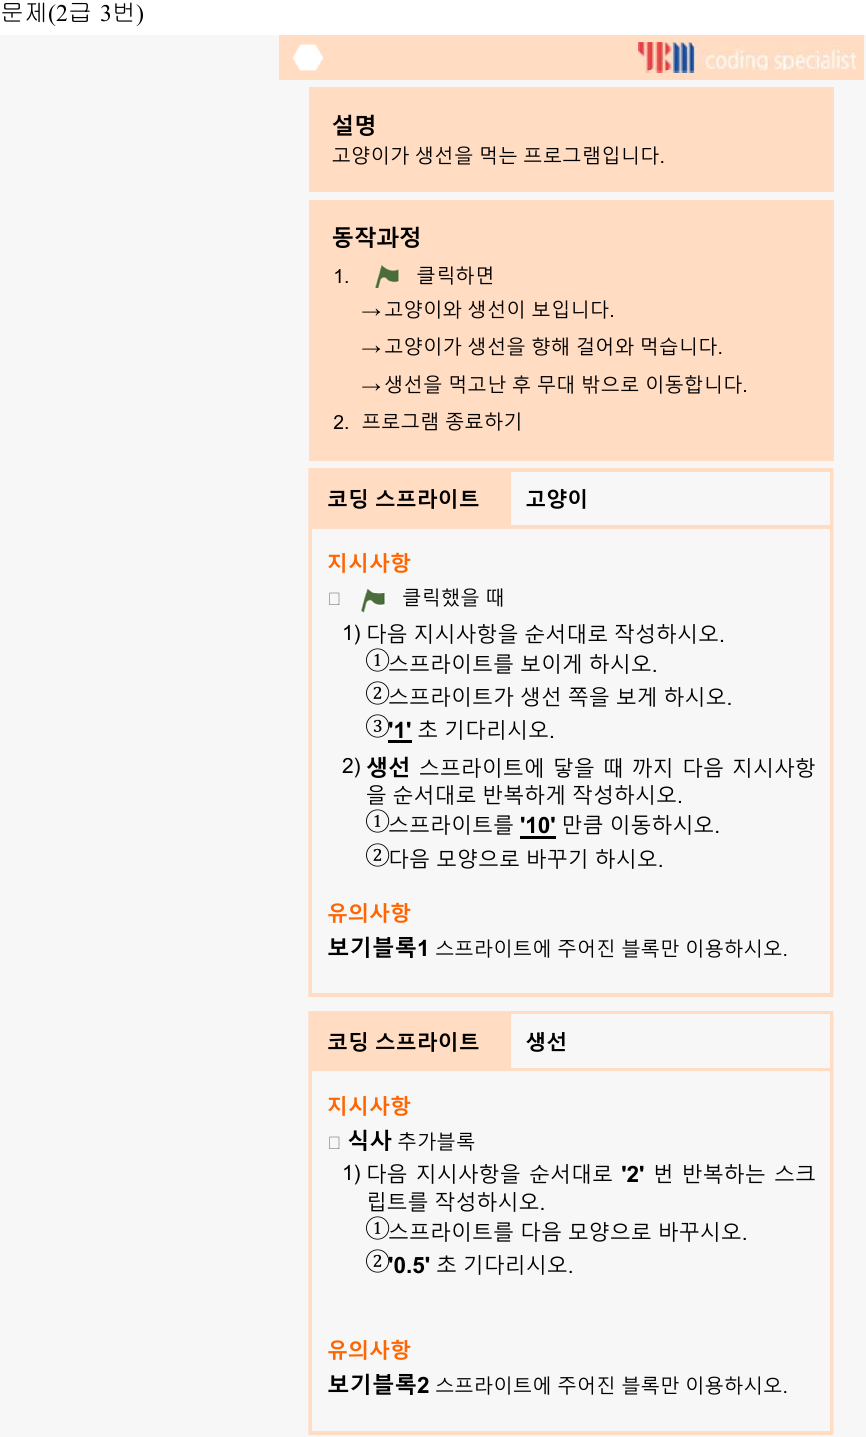 문제(2급 3번)
YBM coding specialist
설명
고양이가 생선을 먹는 프로그램입니다.
동작과정
1. 클릭하면
→고양이와 생선이 보입니다.
→고양이가 생선을 향해 걸어와 먹습니다.
→생선을 먹고난 후 무대 밖으로 이동합니다.
2. 프로그램 종료하기
코딩 스프라이트 고양이
지시사항
□ 클릭했을 때
1) 다음 지시사항을 순서대로 작성하시오.
①스프라이트를 보이게 하시오.
②스프라이트가 생선 쪽을 보게 하시오.
③'1' 초 기다리시오.
2) 생선 스프라이트에 닿을 때 까지 다음 지시사항
을 순서대로 반복하게 작성하시오.
①스프라이트를 '10' 만큼 이동하시오.
②다음 모양으로 바꾸기 하시오.
유의사항
보기블록1 스프라이트에 주어진 블록만 이용하시오.
코딩 스프라이트 생선
지시사항
□ 식사 추가블록
1) 다음 지시사항을 순서대로 '2' 번 반복하는 스크
립트를 작성하시오.
①스프라이트를 다음 모양으로 바꾸시오.
②'0.5' 초 기다리시오.
유의사항
보기블록2 스프라이트에 주어진 블록만 이용하시오.